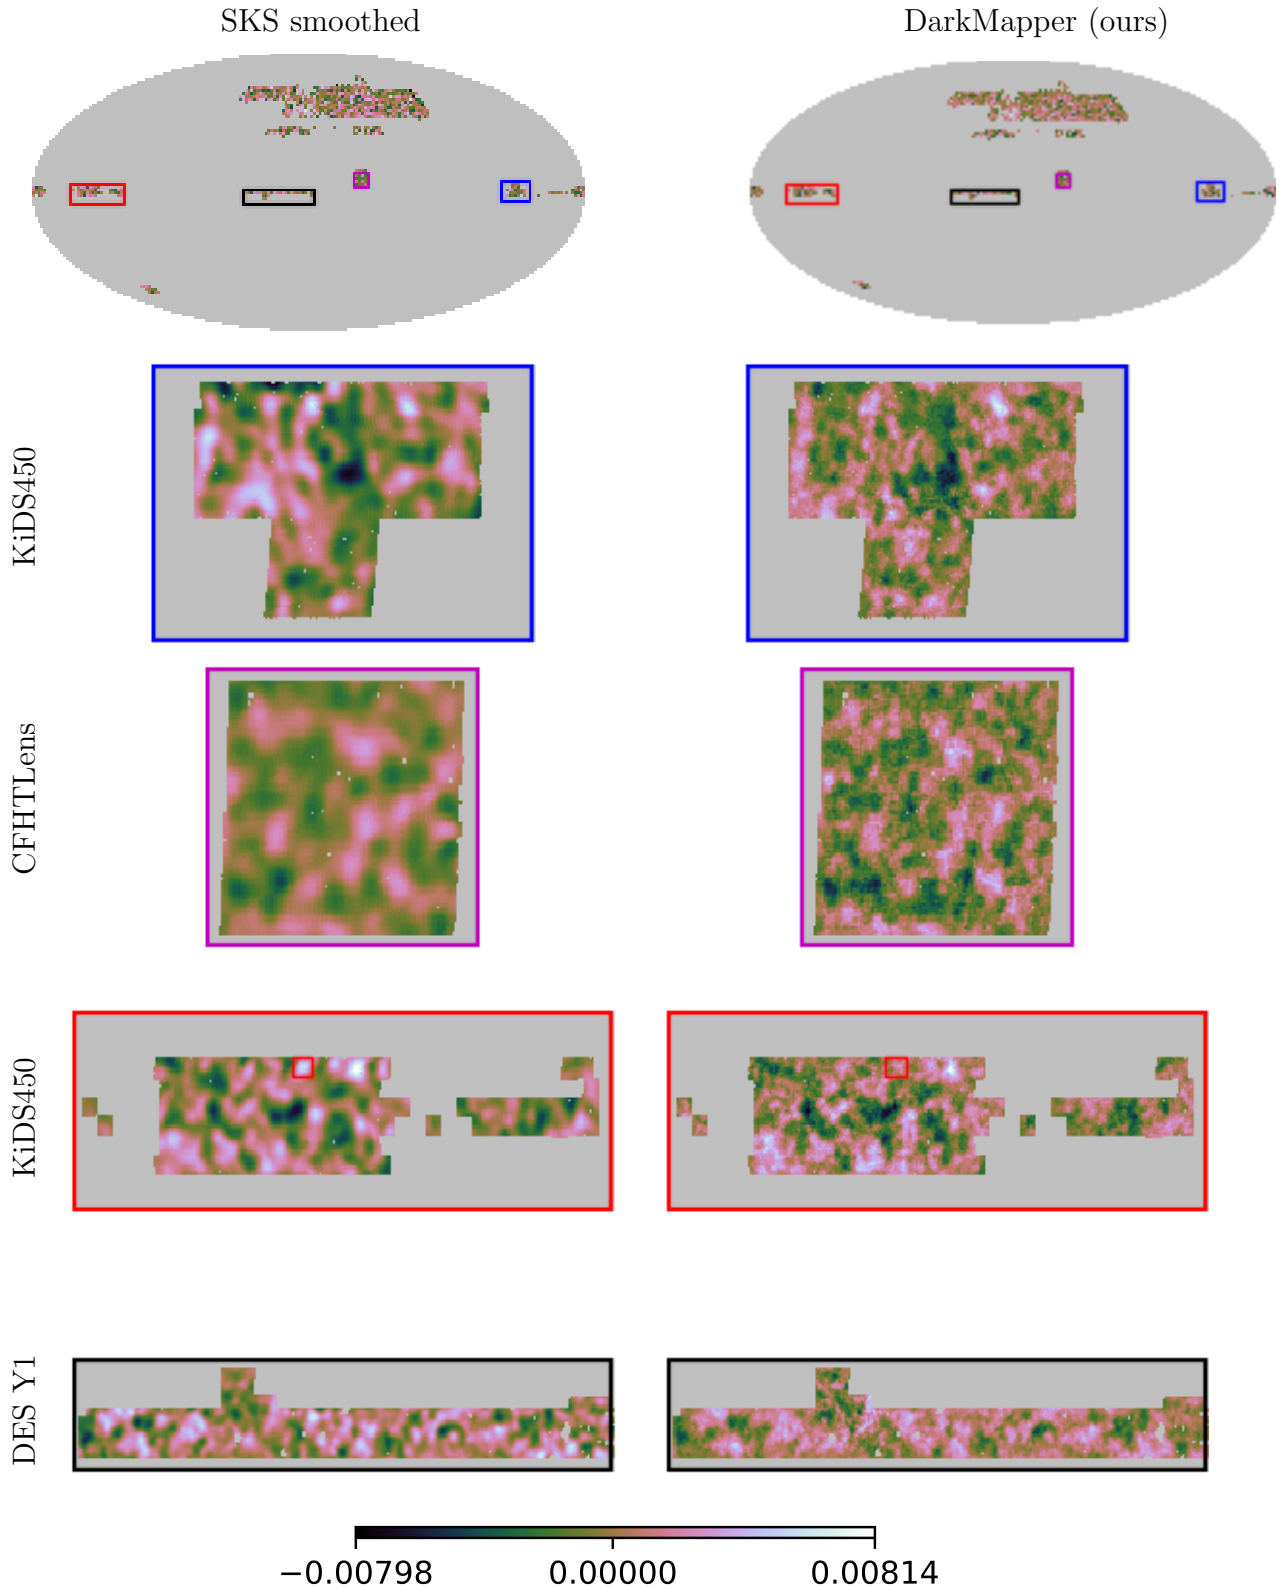 SKS smoothed
DarkMapper (ours)
KiDS450
CFHTLens
KiDS450
DES Y1
−0.00798 0.00000 0.00814